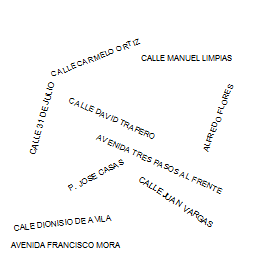 CALLE CARMELO ORTIZ
CALLE MANUEL LIMPIAS
CALLE 31 DE JULIO
ALFREDO FLORES
CALLE DAVID TRAPERO
AVENIDA TRES PASOS AL FRENTE
P. JOSE CASAS
CALLE JUAN VARGAS
CALE DIONISIO DE AVILA
AVENIDA FRANCISCO MORA